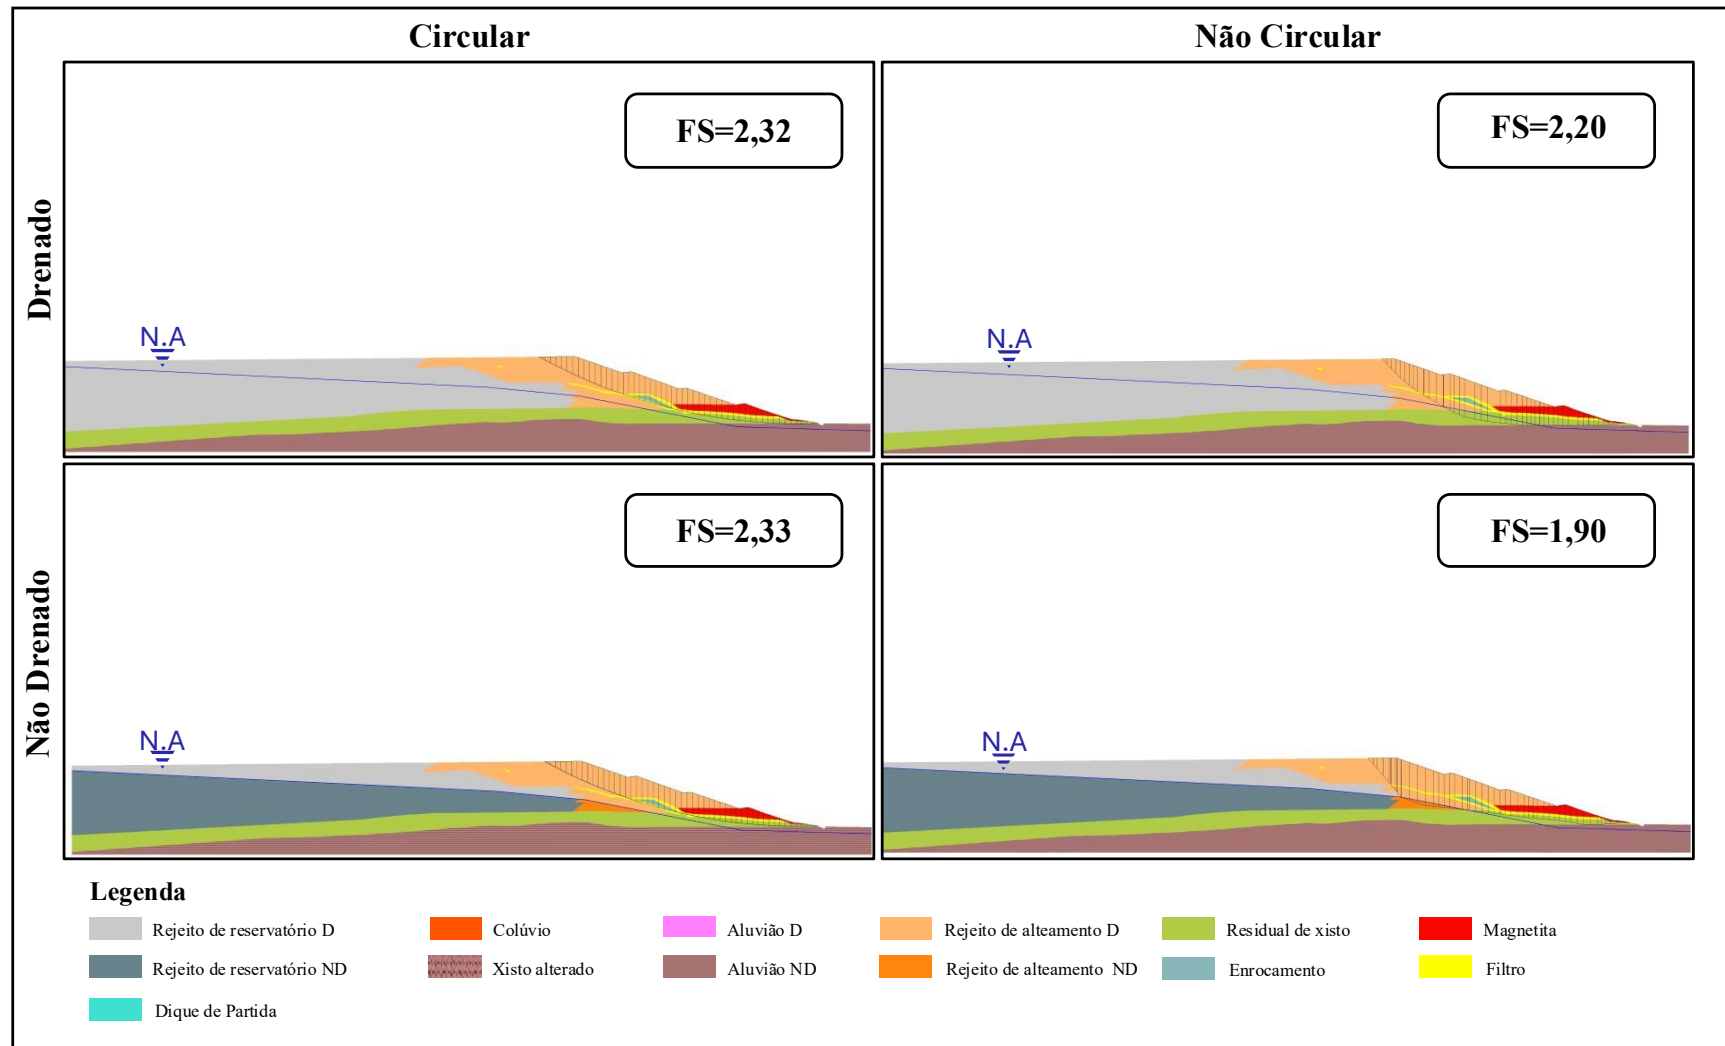 Circular
Não Circular
Drenado
FS=2,32
N.A
FS=2,20
N.A
Não Drenado
FS=2,33
N.A
FS=1,90
N.A
Legenda
Rejeito de reservatório D
Colúvio
Aluvião D
Rejeito de alteamento D
Residual de xisto
Magnetita
Rejeito de reservatório ND
Xisto alterado
Aluvião ND
Rejeito de alteamento ND
Enrocamento
Filtro
Dique de Partida